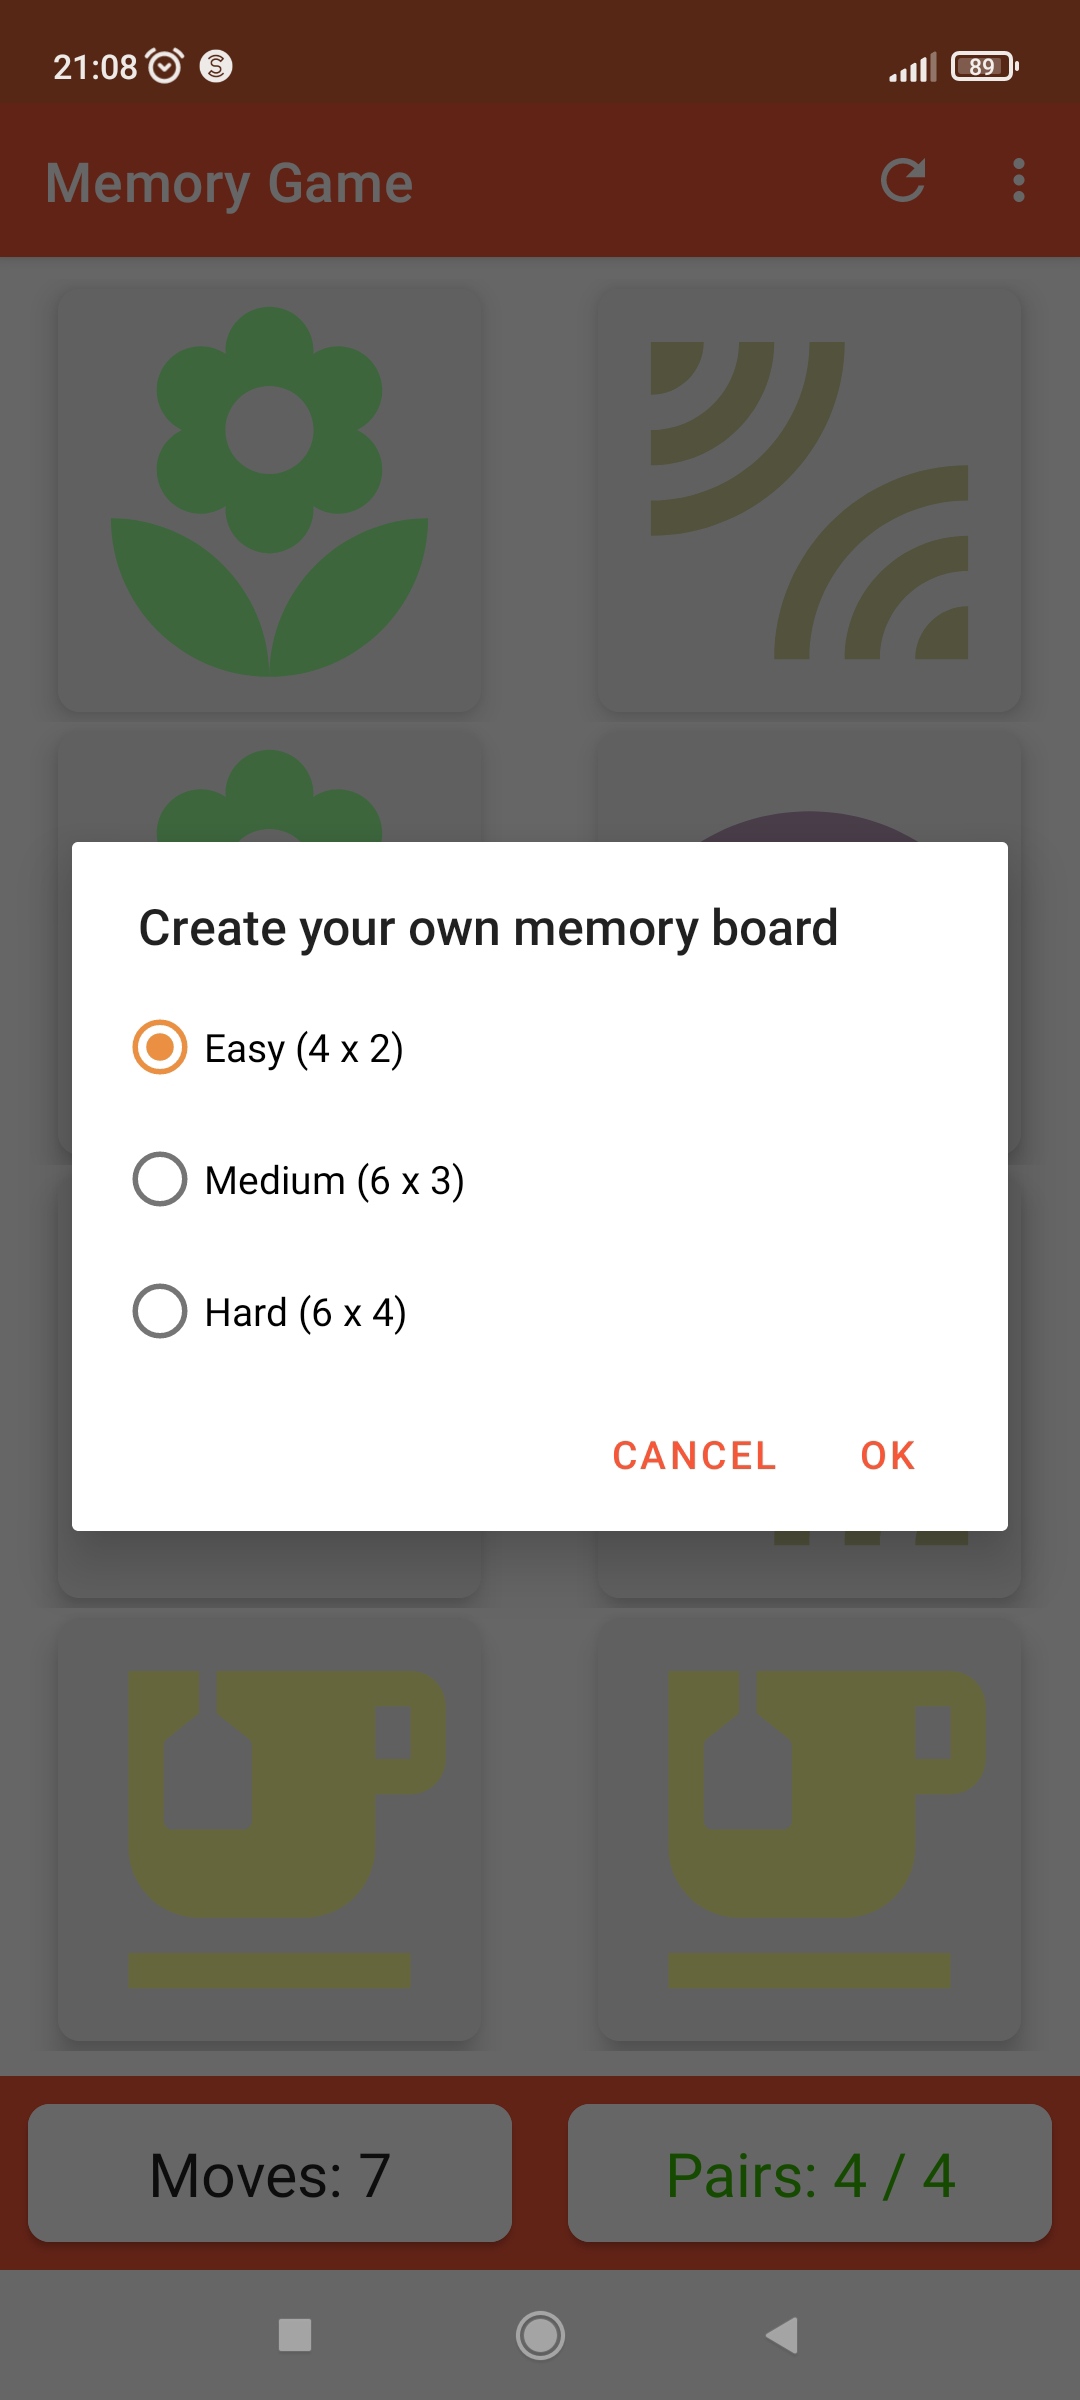 21:08
89
Memory Game
Create your own memory board
Easy (4 x 2)
Medium (6 x 3)
Hard (6 x 4)
CANCEL OK
Moves: 7
Pairs: 4 / 4